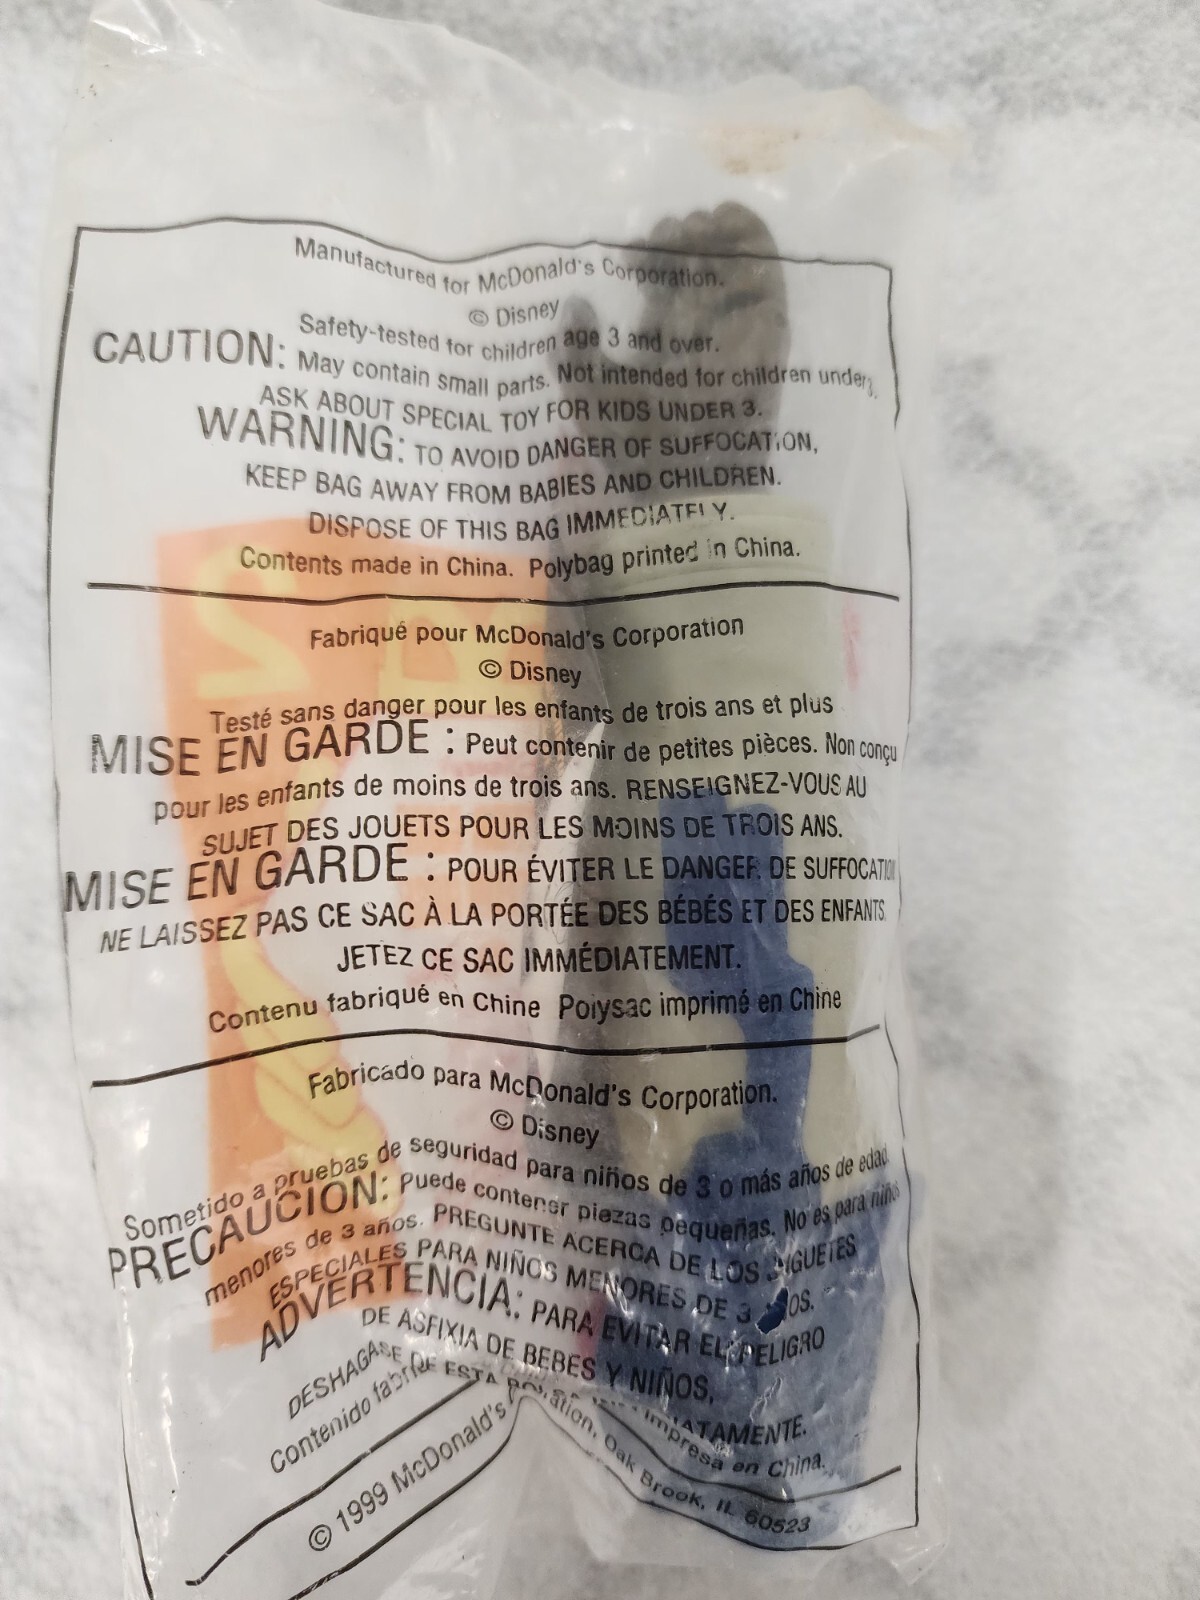 Manufactured for McDonald's Corporation.
© Disney
Safety-tested for children age 3 and over.
CAUTION: May contain small parts. Not intended for children under 3.
ASK ABOUT SPECIAL TOY FOR KIDS UNDER 3.
WARNING: TO AVOID DANGER OF SUFFOCATION,
KEEP BAG AWAY FROM BABIES AND CHILDREN.
DISPOSE OF THIS BAG IMMEDIATELY.
Contents made in China. Polybag printed in China.
Fabriqué pour McDonald's Corporation
© Disney
Testé sans danger pour les enfants de trois ans et plus
MISE EN GARDE : Peut contenir de petites pièces. Non conçu
pour les enfants de moins de trois ans. RENSEIGNEZ-VOUS AU
SUJET DES JOUETS POUR LES MOINS DE TROIS ANS.
MISE EN GARDE : POUR ÉVITER LE DANGER DE SUFFOCATION
NE LAISSEZ PAS CE SAC À LA PORTÉE DES BÉBÉS ET DES ENFANTS
JETEZ CE SAC IMMÉDIATEMENT.
Contenu fabriqué en Chine Polysac imprimé en Chine
Fabricado para McDonald's Corporation.
© Disney
Sometido a pruebas de seguridad para niños de 3 o más años de edad.
PRECAUCION: Puede contener piezas pequeñas. No es para niños
menores de 3 años. PREGUNTE ACERCA DE LOS JUGUETES
ESPECIALES PARA NIÑOS MENORES DE 3 AÑOS.
ADVERTENCIA: PARA EVITAR EL PELIGRO
DE ASFIXIA DE BEBES Y NIÑOS,
DESHAGASE DE ESTA
Contenido impresa en China.
© 1999 McDonald's Oak Brook, IL 60523
2